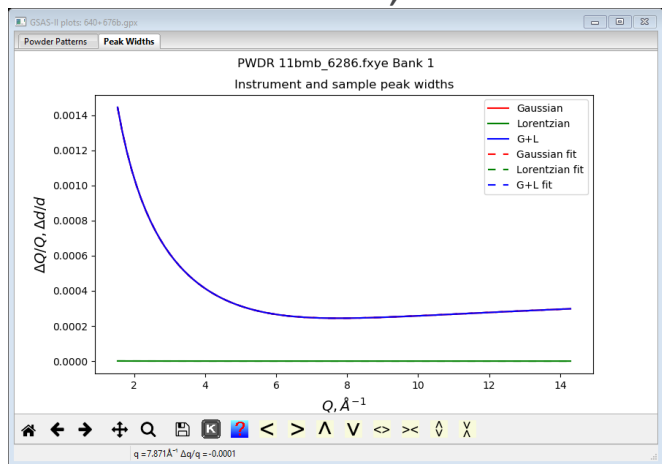 GSAS-II plots: 640+676b.gpx
Powder Patterns Peak Widths
PWDR 11bmb_6286.fxye Bank 1
Instrument and sample peak widths
Gaussian
Lorentzian
G+L
Gaussian fit
Lorentzian fit
G+L fit
ΔQ/Q, Δd/d
0.0014
0.0012
0.0010
0.0008
0.0006
0.0004
0.0002
0.0000
2 4 6 8 10 12 14
Q, Å⁻¹
K ? < > Λ V <> ><
q =7.871Å⁻¹ Δq/q = -0.0001